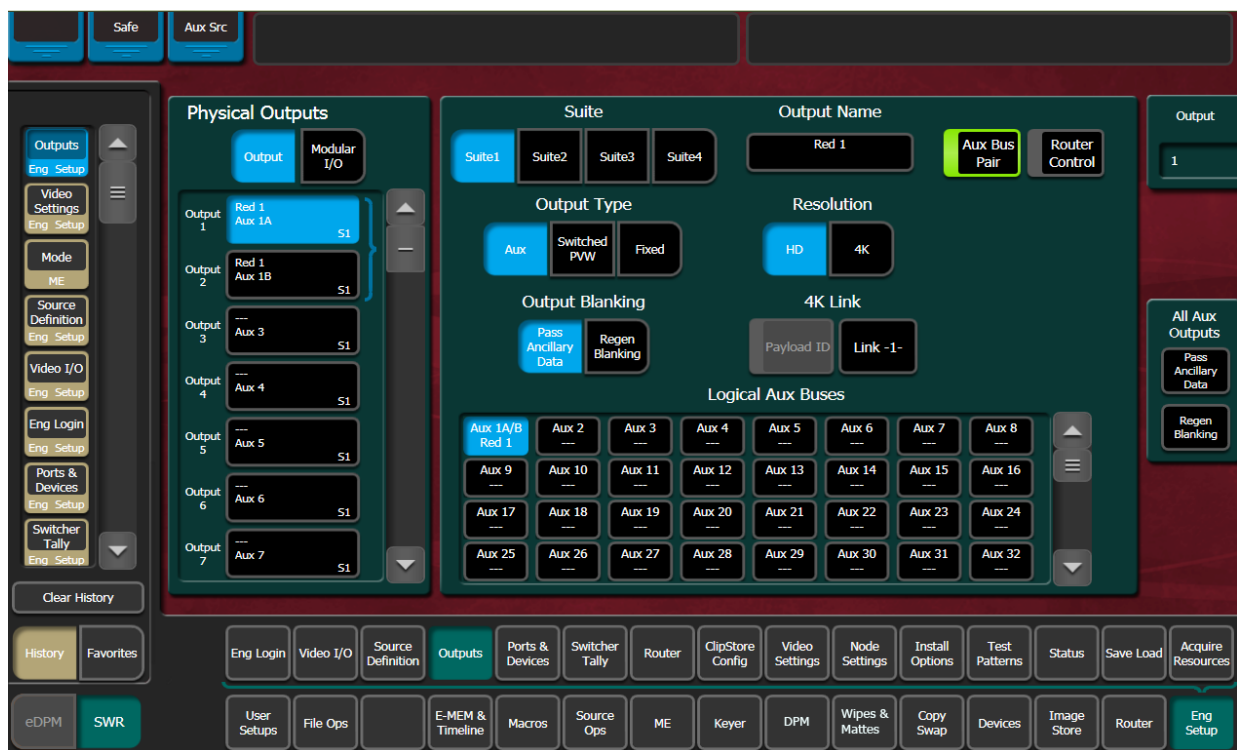 Safe
Aux Src
Outputs
Eng Setup
Video
Settings
Eng Setup
Mode
ME
Source
Definition
Eng Setup
Video I/O
Eng Setup
Eng Login
Eng Setup
Ports &
Devices
Eng Setup
Switcher
Tally
Eng Setup
Clear History
History
Favorites
eDPM
SWR
Physical Outputs
Output
Modular
I/O
Output
1
Red 1
Aux 1A
S1
Output
2
Red 1
Aux 1B
S1
Output
3
---
Aux 3
S1
Output
4
---
Aux 4
S1
Output
5
---
Aux 5
S1
Output
6
---
Aux 6
S1
Output
7
---
Aux 7
S1
Suite
Suite1
Suite2
Suite3
Suite4
Output Name
Red 1
Aux Bus
Pair
Router
Control
Output Type
Aux
Switched
PVW
Fixed
Resolution
HD
4K
Output Blanking
Pass
Ancillary
Data
Regen
Blanking
4K Link
Payload ID
Link -1-
Logical Aux Buses
Aux 1A/B
Red 1
Aux 2
---
Aux 3
---
Aux 4
---
Aux 5
---
Aux 6
---
Aux 7
---
Aux 8
---
Aux 9
---
Aux 10
---
Aux 11
---
Aux 12
---
Aux 13
---
Aux 14
---
Aux 15
---
Aux 16
---
Aux 17
---
Aux 18
---
Aux 19
---
Aux 20
---
Aux 21
---
Aux 22
---
Aux 23
---
Aux 24
---
Aux 25
---
Aux 26
---
Aux 27
---
Aux 28
---
Aux 29
---
Aux 30
---
Aux 31
---
Aux 32
---
Output
1
All Aux
Outputs
Pass
Ancillary
Data
Regen
Blanking
Eng Login
Video I/O
Source
Definition
Outputs
Ports &
Devices
Switcher
Tally
Router
ClipStore
Config
Video
Settings
Node
Settings
Install
Options
Test
Patterns
Status
Save Load
Acquire
Resources
User
Setups
File Ops
E-MEM &
Timeline
Macros
Source
Ops
ME
Keyer
DPM
Wipes &
Mattes
Copy
Swap
Devices
Image
Store
Router
Eng
Setup